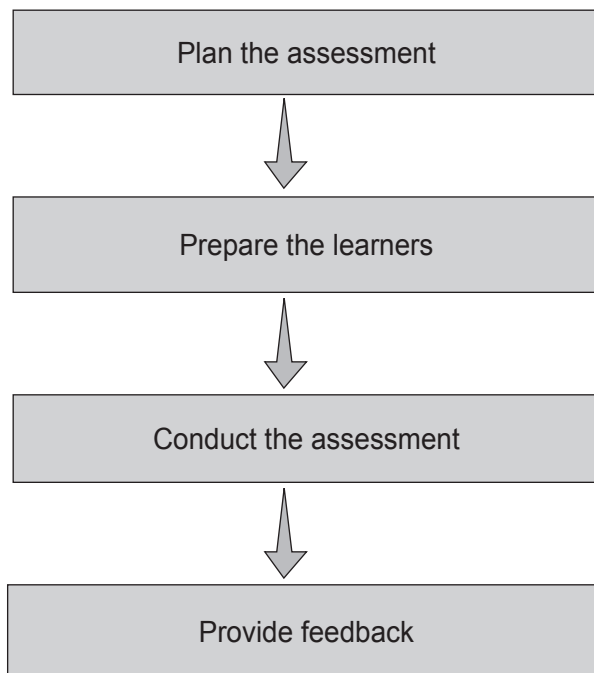 Plan the assessment
Prepare the learners
Conduct the assessment
Provide feedback